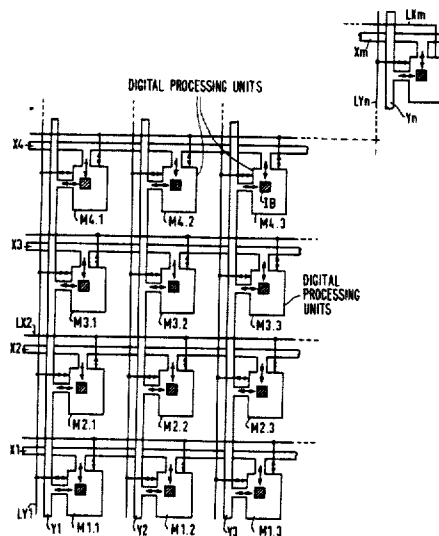 LXm
Xm
LYn
Yn
DIGITAL PROCESSING UNITS
X4
IB
M4.1
M4.2
M4.3
X3
DIGITAL
PROCESSING
UNITS
M3.1
M3.2
M3.3
LX2
X2
M2.1
M2.2
M2.3
X1
LY1
Y1
M1.1
Y2
M1.2
Y3
M1.3